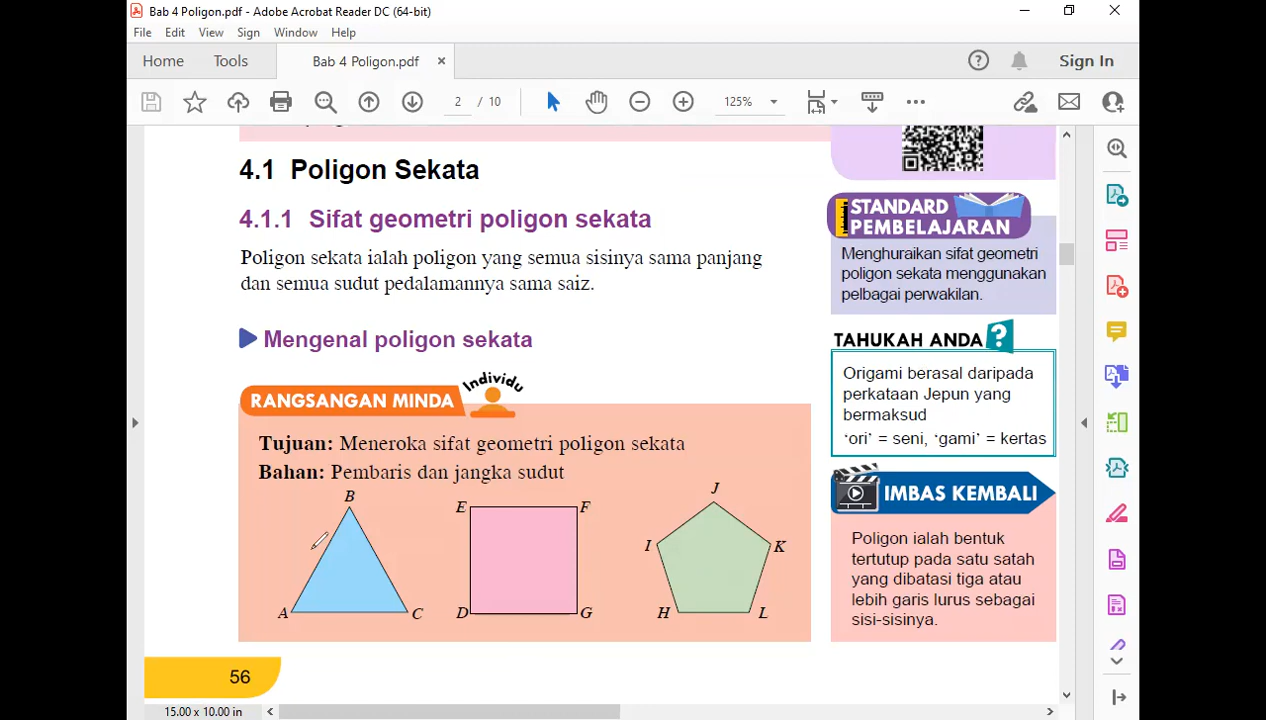 Bab 4 Poligon.pdf - Adobe Acrobat Reader DC (64-bit)
File Edit View Sign Window Help
Home Tools Bab 4 Poligon.pdf × Sign In
2 / 10 125%
4.1 Poligon Sekata
4.1.1 Sifat geometri poligon sekata
Poligon sekata ialah poligon yang semua sisinya sama panjang
dan semua sudut pedalamannya sama saiz.
Mengenal poligon sekata
RANGSANGAN MINDA
Individu
Tujuan: Meneroka sifat geometri poligon sekata
Bahan: Pembaris dan jangka sudut
B
A
C
E
F
D
G
J
I
K
H
L
56
STANDARD
PEMBELAJARAN
Menghuraikan sifat geometri
poligon sekata menggunakan
pelbagai perwakilan.
TAHUKAH ANDA ?
Origami berasal daripada
perkataan Jepun yang
bermaksud
‘ori’ = seni, ‘gami’ = kertas
IMBAS KEMBALI
Poligon ialah bentuk
tertutup pada satu satah
yang dibatasi tiga atau
lebih garis lurus sebagai
sisi-sisinya.
15.00 x 10.00 in